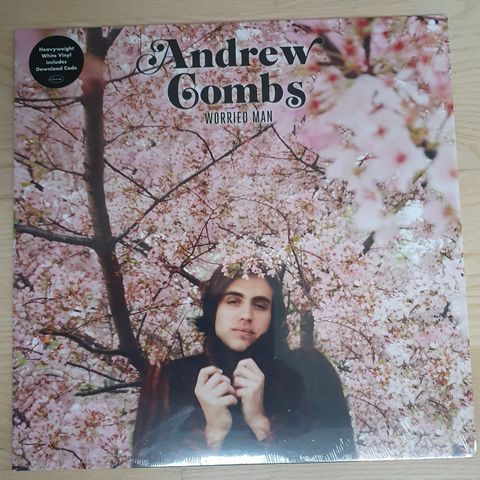 Heavyweight
White Vinyl
includes
Download Code
Andrew
Combs
WORRIED MAN